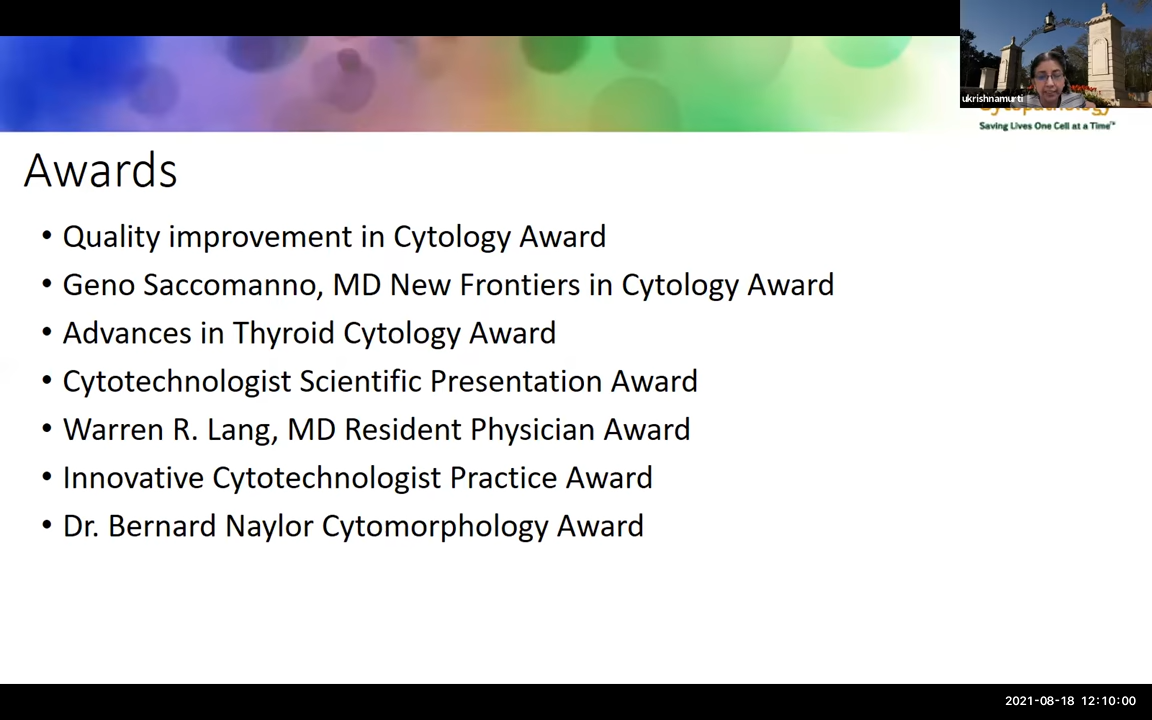 ukrishnamurti
Saving Lives One Cell at a Time™
Awards
• Quality improvement in Cytology Award
• Geno Saccomanno, MD New Frontiers in Cytology Award
• Advances in Thyroid Cytology Award
• Cytotechnologist Scientific Presentation Award
• Warren R. Lang, MD Resident Physician Award
• Innovative Cytotechnologist Practice Award
• Dr. Bernard Naylor Cytomorphology Award
2021-08-18 12:10:00